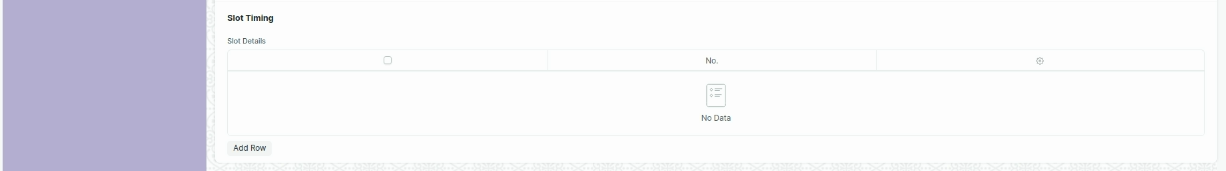 Slot Timing
Slot Details
No.
No Data
Add Row